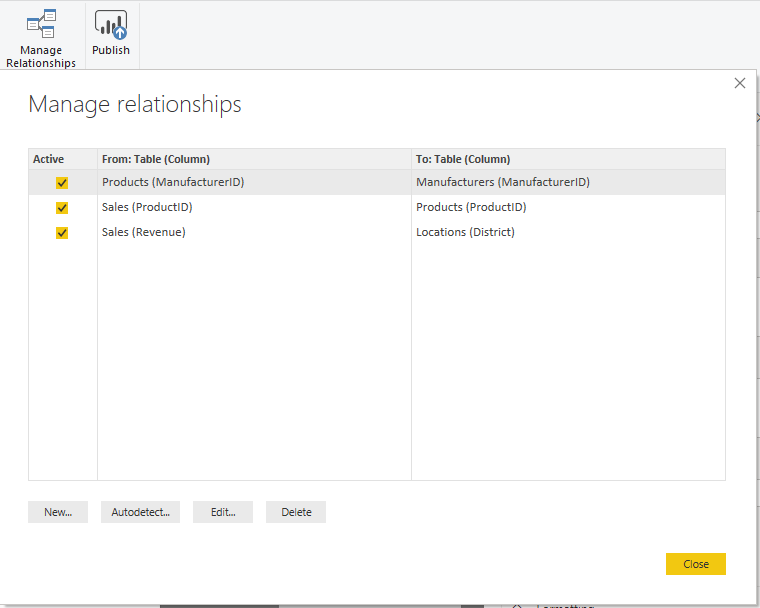 Manage
Relationships
Publish
Manage relationships
Active From: Table (Column) To: Table (Column)
Products (ManufacturerID) Manufacturers (ManufacturerID)
Sales (ProductID) Products (ProductID)
Sales (Revenue) Locations (District)
New... Autodetect... Edit... Delete
Close